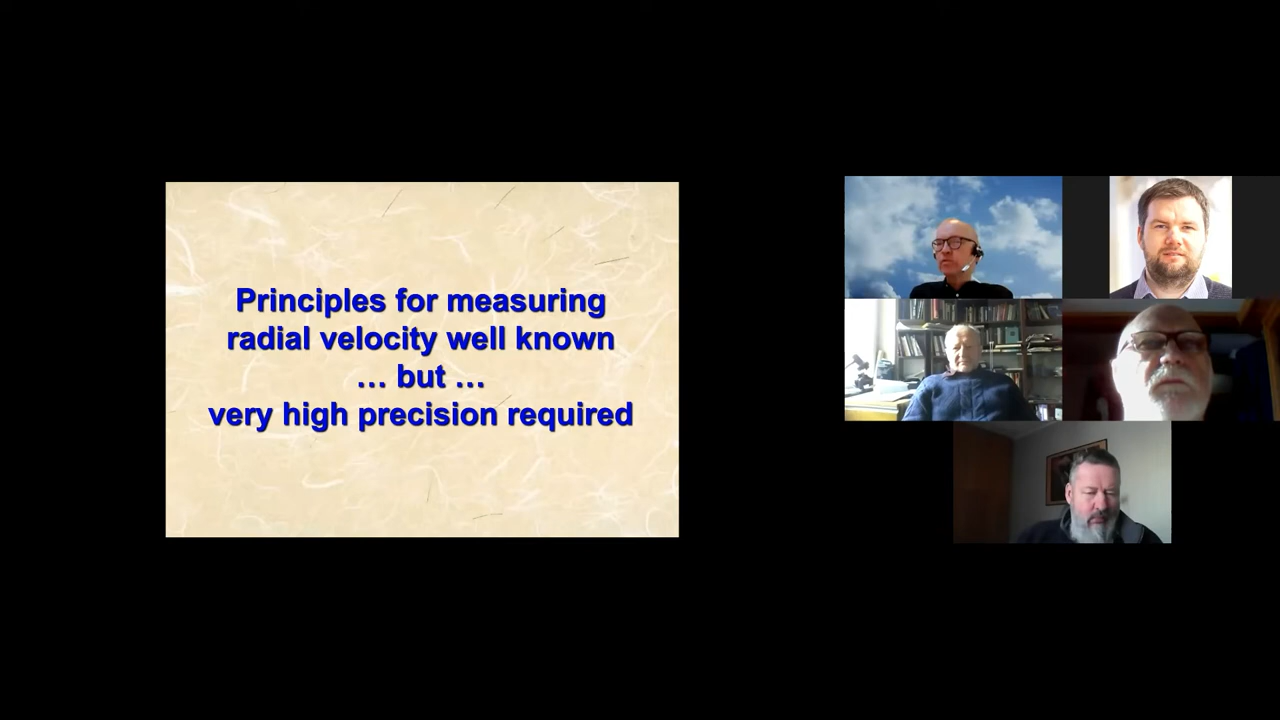 Principles for measuring
radial velocity well known
… but …
very high precision required